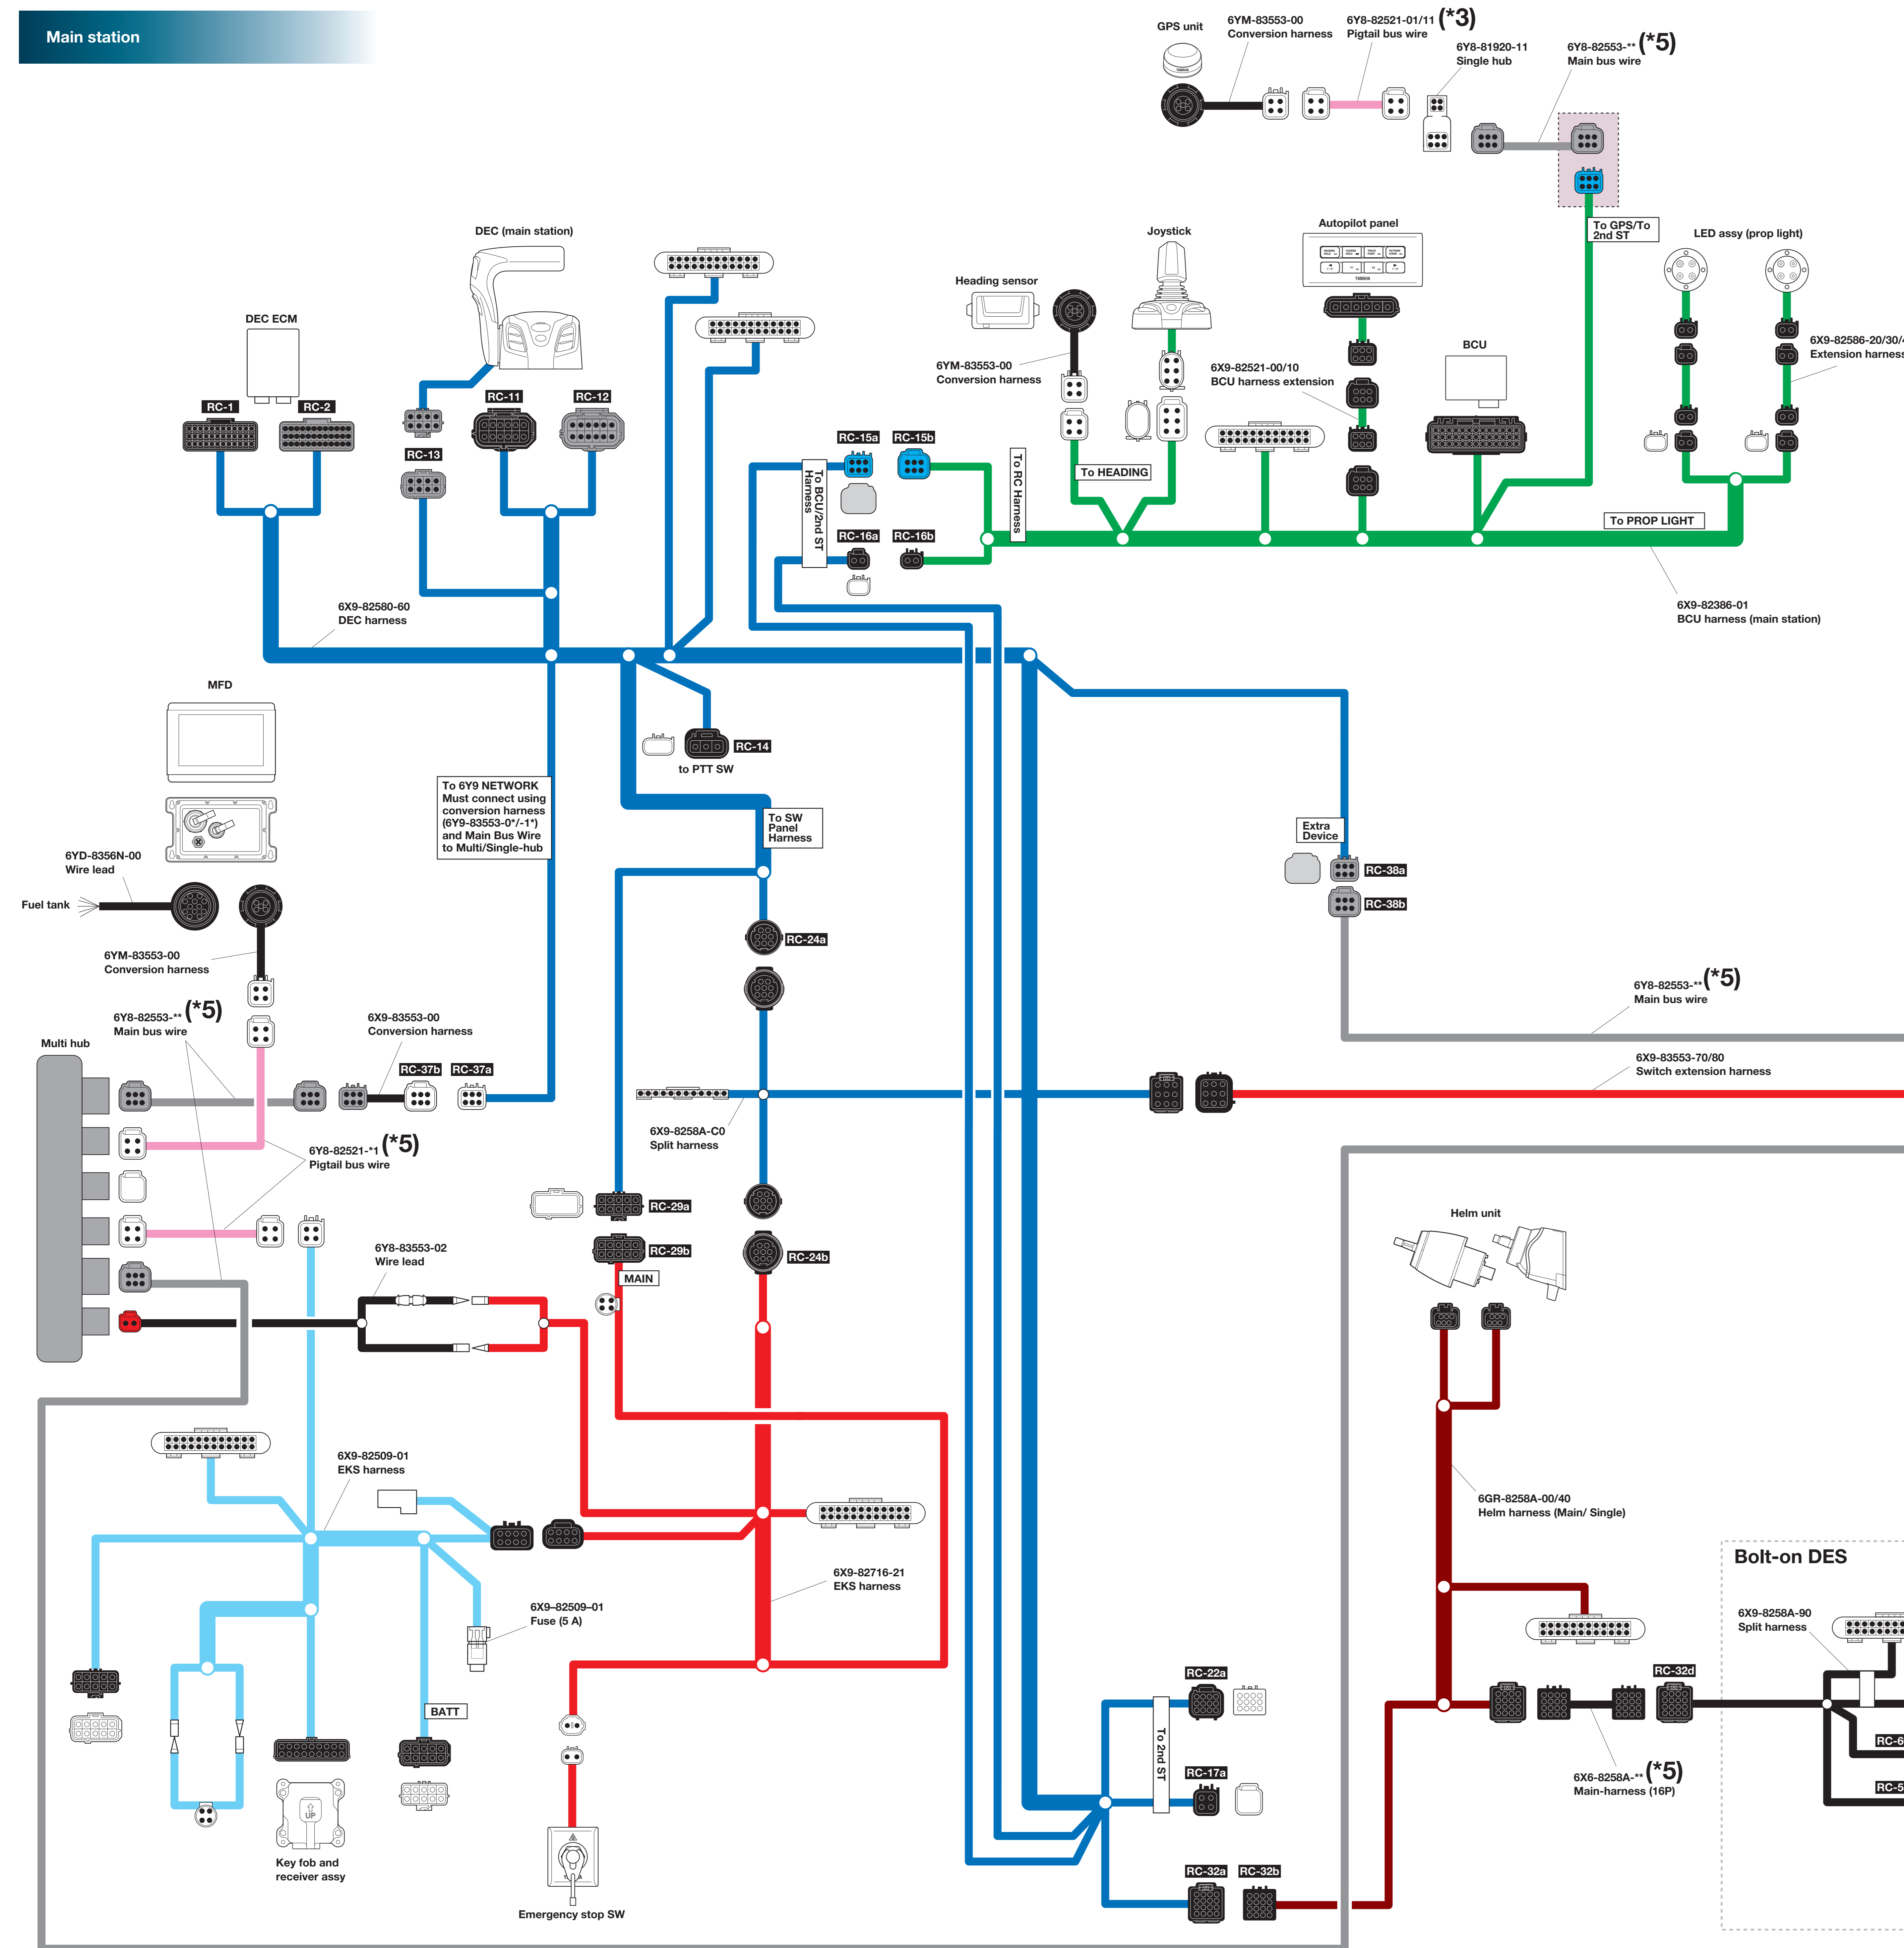 Main station
GPS unit
YAMAHA
6YM-83553-00
Conversion harness
6Y8-82521-01/11 (*3)
Pigtail bus wire
6Y8-81920-11
Single hub
6Y8-82553-** (*5)
Main bus wire
To GPS/To
2nd ST
LED assy (prop light)
6X9-82586-20/30/4
Extension harness
DEC (main station)
DEC ECM
RC-1
RC-2
RC-11
RC-12
RC-13
Heading sensor
6YM-83553-00
Conversion harness
Joystick
Autopilot panel
YAMAHA
6X9-82521-00/10
BCU harness extension
BCU
RC-15a
RC-15b
To BCU/2nd ST
Harness
RC-16a
RC-16b
To RC Harness
To HEADING
To PROP LIGHT
6X9-82386-01
BCU harness (main station)
6X9-82580-60
DEC harness
MFD
RC-14
to PTT SW
To 6Y9 NETWORK
Must connect using
conversion harness
(6Y9-83553-0*/-1*)
and Main Bus Wire
to Multi/Single-hub
To SW
Panel
Harness
Extra
Device
RC-38a
RC-38b
6YD-8356N-00
Wire lead
Fuel tank
6YM-83553-00
Conversion harness
RC-24a
6Y8-82553-** (*5)
Main bus wire
6X9-83553-00
Conversion harness
Multi hub
RC-37b
RC-37a
6Y8-82553-** (*5)
Main bus wire
6X9-83553-70/80
Switch extension harness
6X9-8258A-C0
Split harness
6Y8-82521-*1 (*5)
Pigtail bus wire
RC-29a
RC-29b
RC-24b
MAIN
6Y8-83553-02
Wire lead
Helm unit
6X9-82509-01
EKS harness
6GR-8258A-00/40
Helm harness (Main/ Single)
6X9-82716-21
EKS harness
6X9–82509–01
Fuse (5 A)
Bolt-on DES
6X9-8258A-90
Split harness
RC-22a
RC-32d
BATT
To 2nd ST
RC-17a
RC-6
RC-5
6X6-8258A-** (*5)
Main-harness (16P)
UP
Key fob and
receiver assy
RC-32a
RC-32b
Emergency stop SW